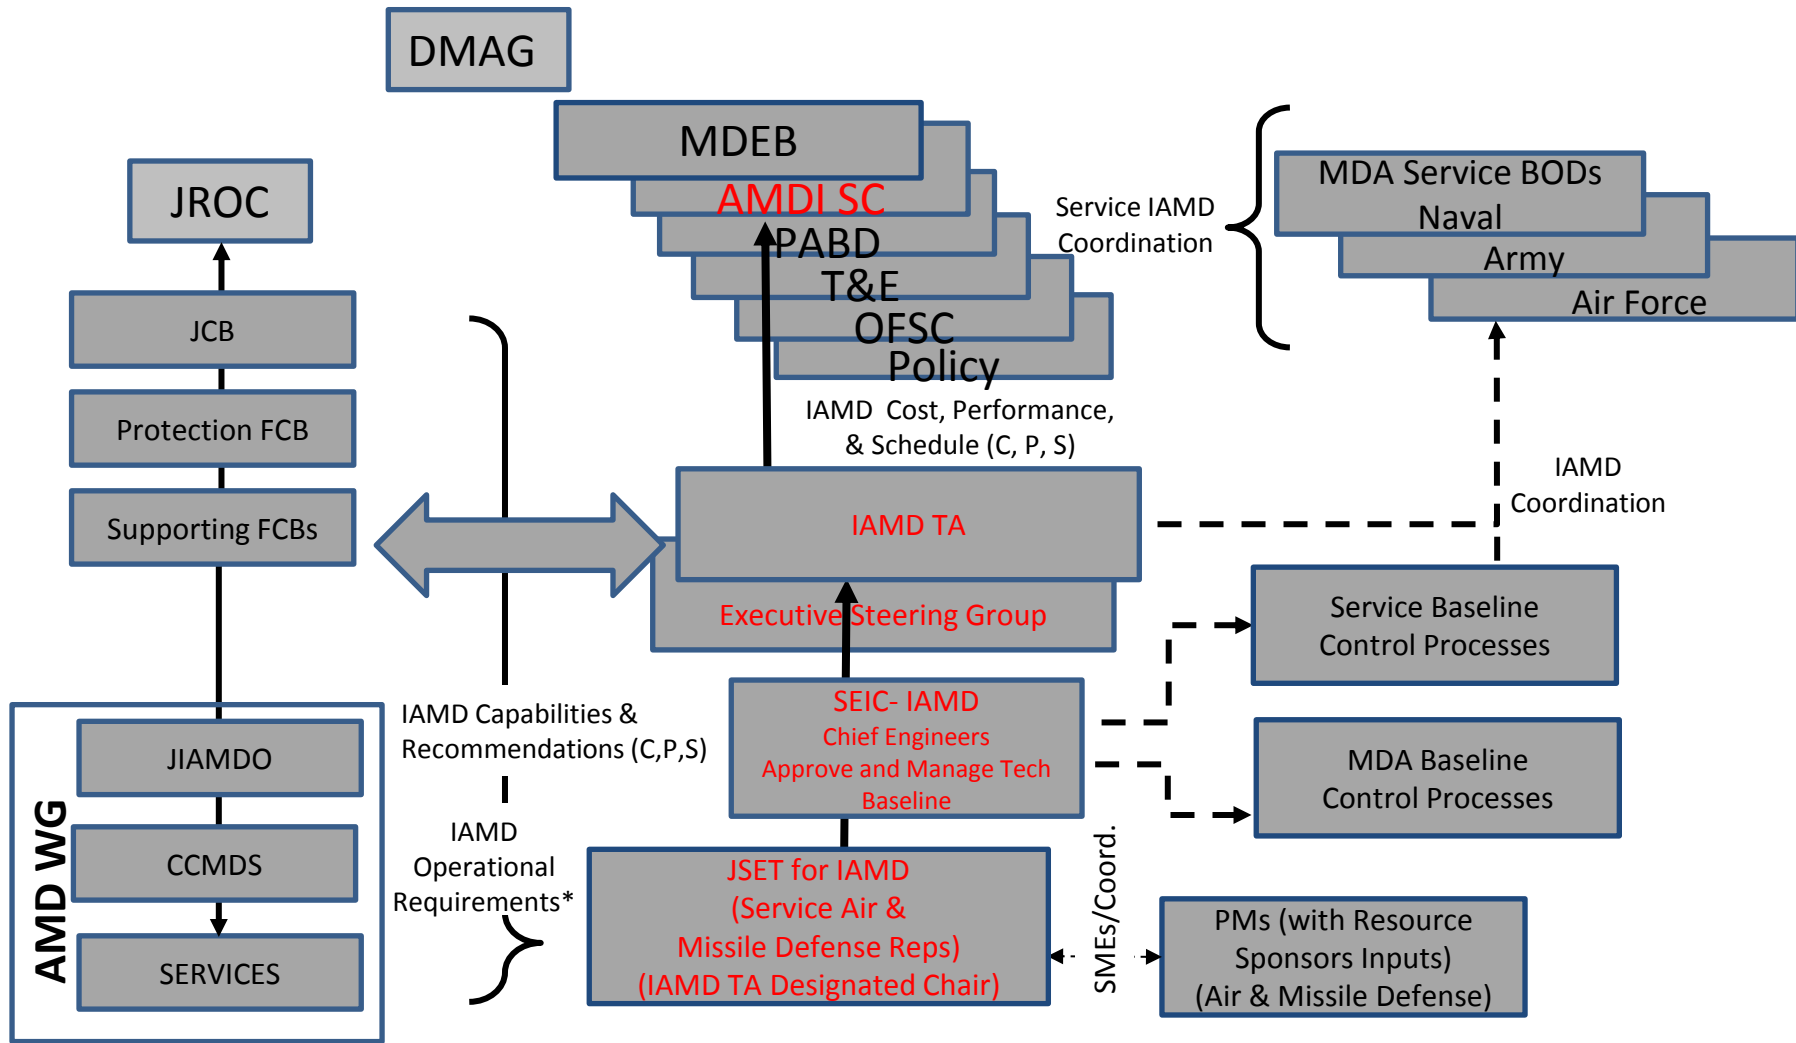 DMAG
MDEB
AMDI SC
PABD
T&E
OFSC
Policy
JROC
JCB
Protection FCB
Supporting FCBs
AMD WG
JIAMDO
CCMDS
SERVICES
Service IAMD
Coordination
MDA Service BODs
Naval
Army
Air Force
IAMD Cost, Performance,
& Schedule (C, P, S)
IAMD
Coordination
IAMD TA
Executive Steering Group
IAMD Capabilities &
Recommendations (C,P,S)
IAMD
Operational
Requirements*
SEIC- IAMD
Chief Engineers
Approve and Manage Tech
Baseline
Service Baseline
Control Processes
MDA Baseline
Control Processes
JSET for IAMD
(Service Air &
Missile Defense Reps)
(IAMD TA Designated Chair)
SMEs/Coord.
PMs (with Resource
Sponsors Inputs)
(Air & Missile Defense)